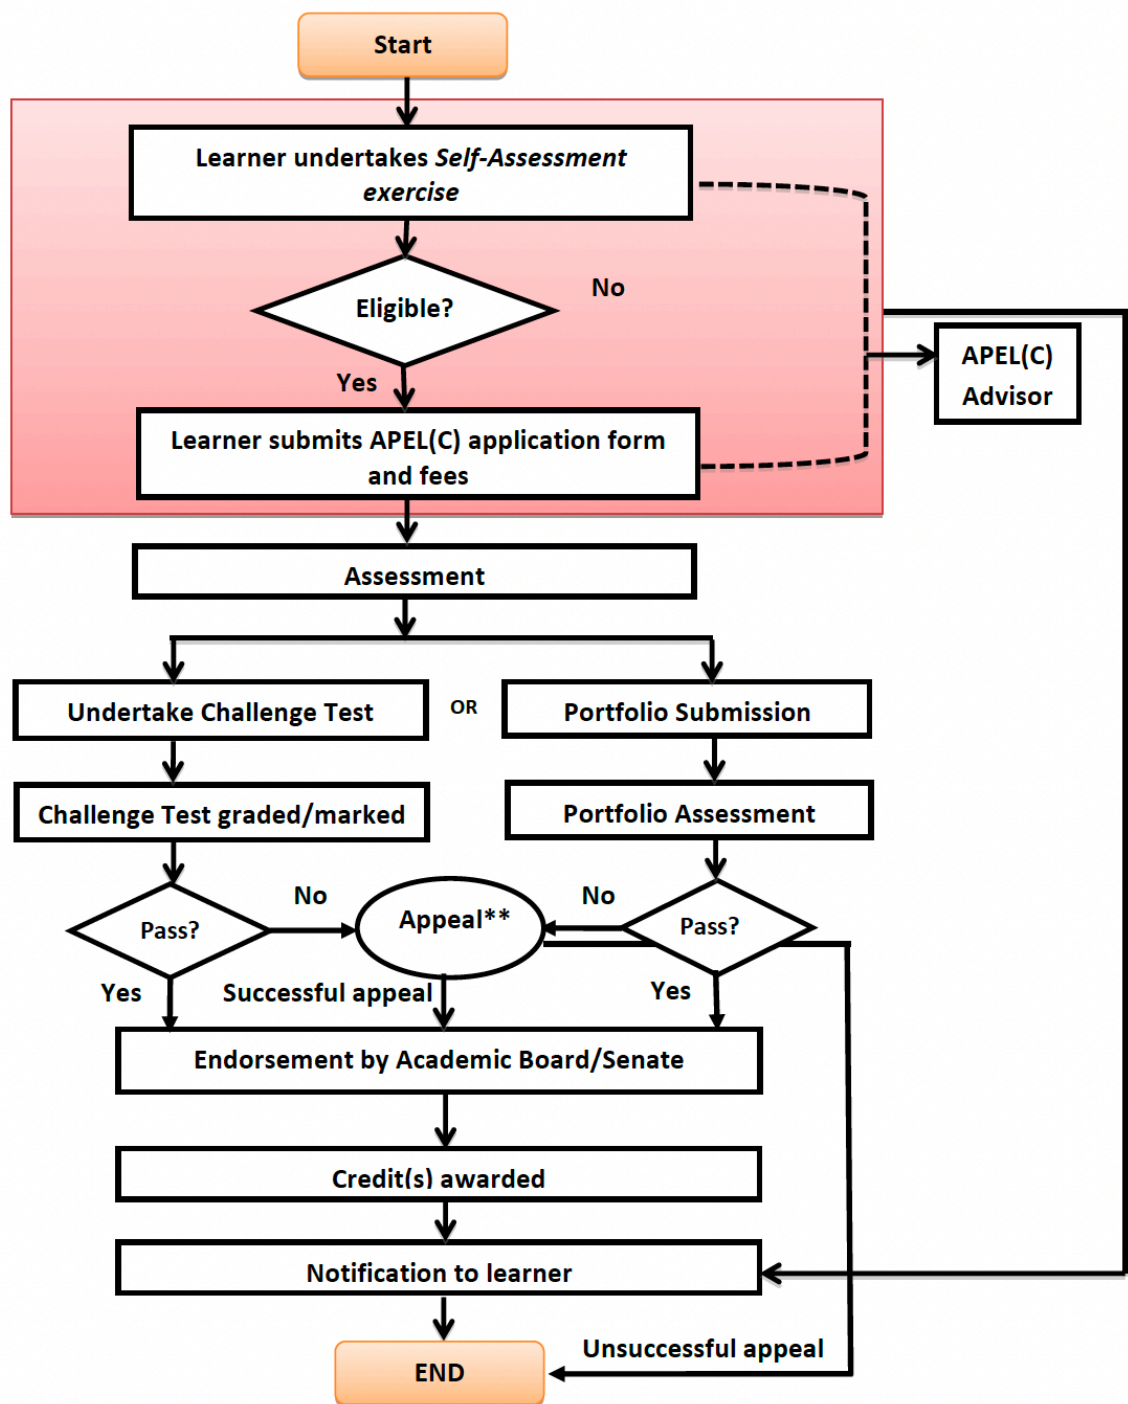 Start
Learner undertakes Self-Assessment
exercise
Eligible?
No
Yes
APEL(C)
Advisor
Learner submits APEL(C) application form
and fees
Assessment
Undertake Challenge Test
OR
Portfolio Submission
Challenge Test graded/marked
Portfolio Assessment
Pass?
No
Appeal**
No
Pass?
Yes
Successful appeal
Yes
Endorsement by Academic Board/Senate
Credit(s) awarded
Notification to learner
Unsuccessful appeal
END